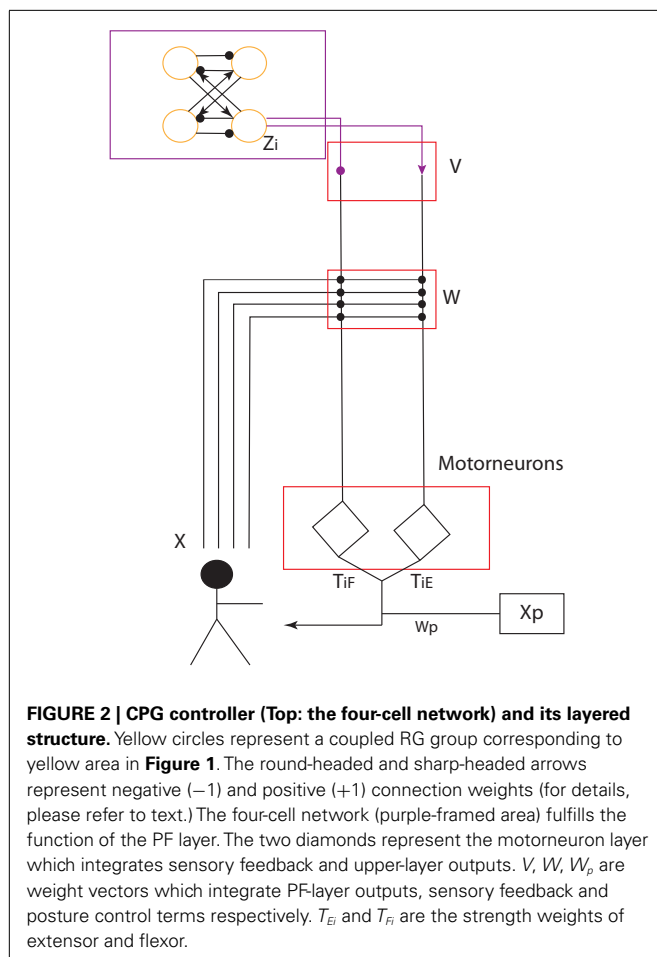 Zi
V
W
Motorneurons
X
TiF
TiE
Wp
Xp
FIGURE 2 | CPG controller (Top: the four-cell network) and its layered
structure. Yellow circles represent a coupled RG group corresponding to
yellow area in Figure 1. The round-headed and sharp-headed arrows
represent negative (−1) and positive (+1) connection weights (for details,
please refer to text.) The four-cell network (purple-framed area) fulfills the
function of the PF layer. The two diamonds represent the motorneuron layer
which integrates sensory feedback and upper-layer outputs. V, W, Wp are
weight vectors which integrate PF-layer outputs, sensory feedback and
posture control terms respectively. TEi and TFi are the strength weights of
extensor and flexor.